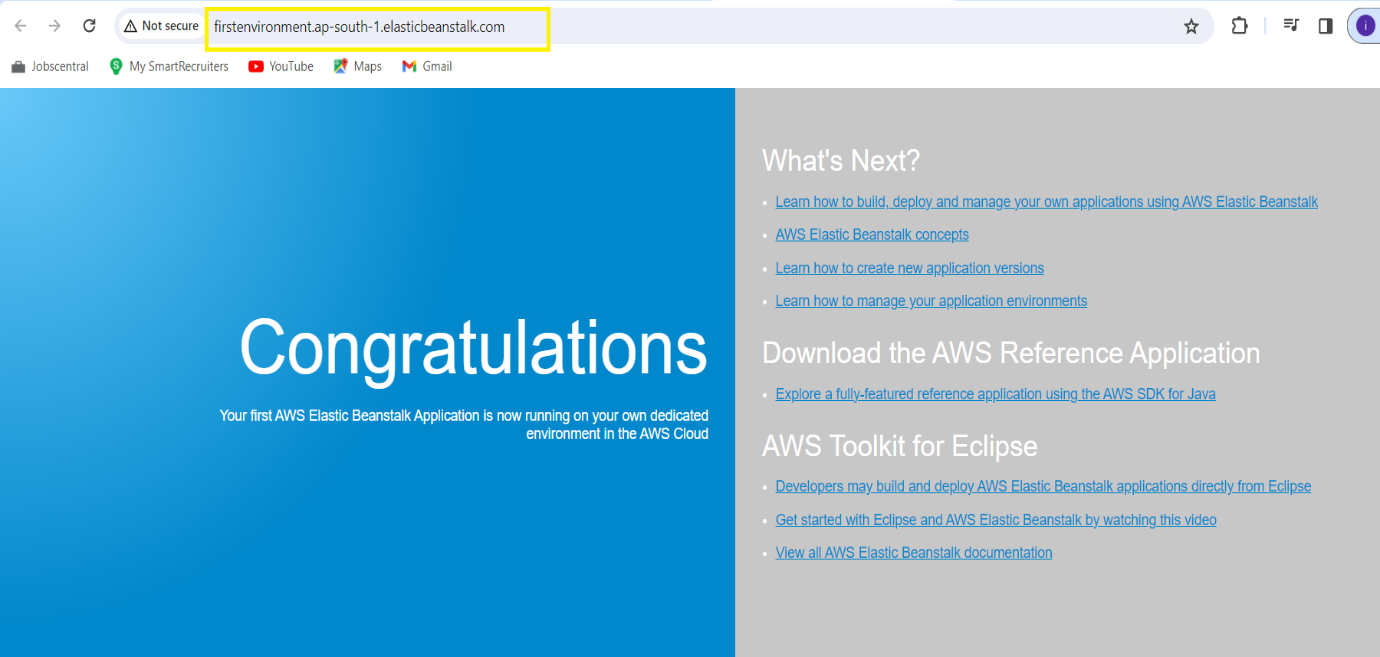 Not secure
firstenvironment.ap-south-1.elasticbeanstalk.com
i
Jobscentral
S
My SmartRecruiters
YouTube
Maps
Gmail
Congratulations
Your first AWS Elastic Beanstalk Application is now running on your own dedicated
environment in the AWS Cloud
What's Next?
Learn how to build, deploy and manage your own applications using AWS Elastic Beanstalk
AWS Elastic Beanstalk concepts
Learn how to create new application versions
Learn how to manage your application environments
Download the AWS Reference Application
Explore a fully-featured reference application using the AWS SDK for Java
AWS Toolkit for Eclipse
Developers may build and deploy AWS Elastic Beanstalk applications directly from Eclipse
Get started with Eclipse and AWS Elastic Beanstalk by watching this video
View all AWS Elastic Beanstalk documentation